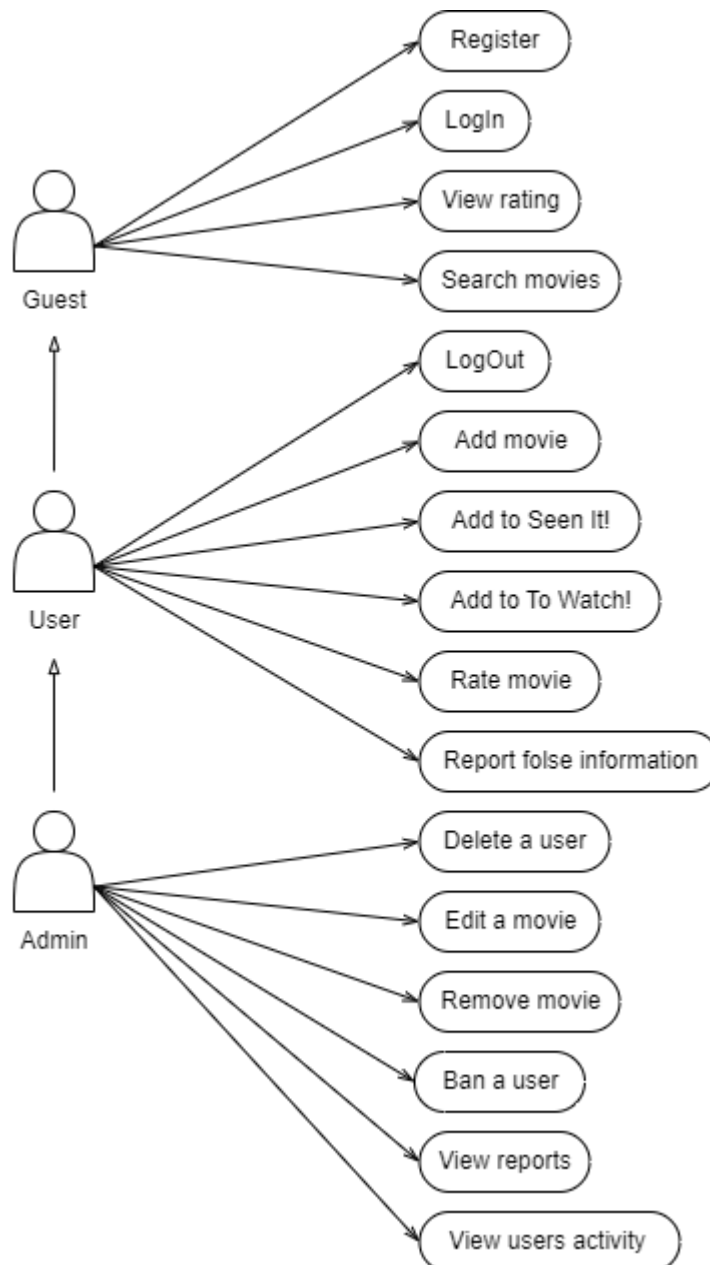 Register
LogIn
View rating
Guest
Search movies
LogOut
Add movie
Add to Seen It!
User
Add to To Watch!
Rate movie
Report folse information
Admin
Delete a user
Edit a movie
Remove movie
Ban a user
View reports
View users activity